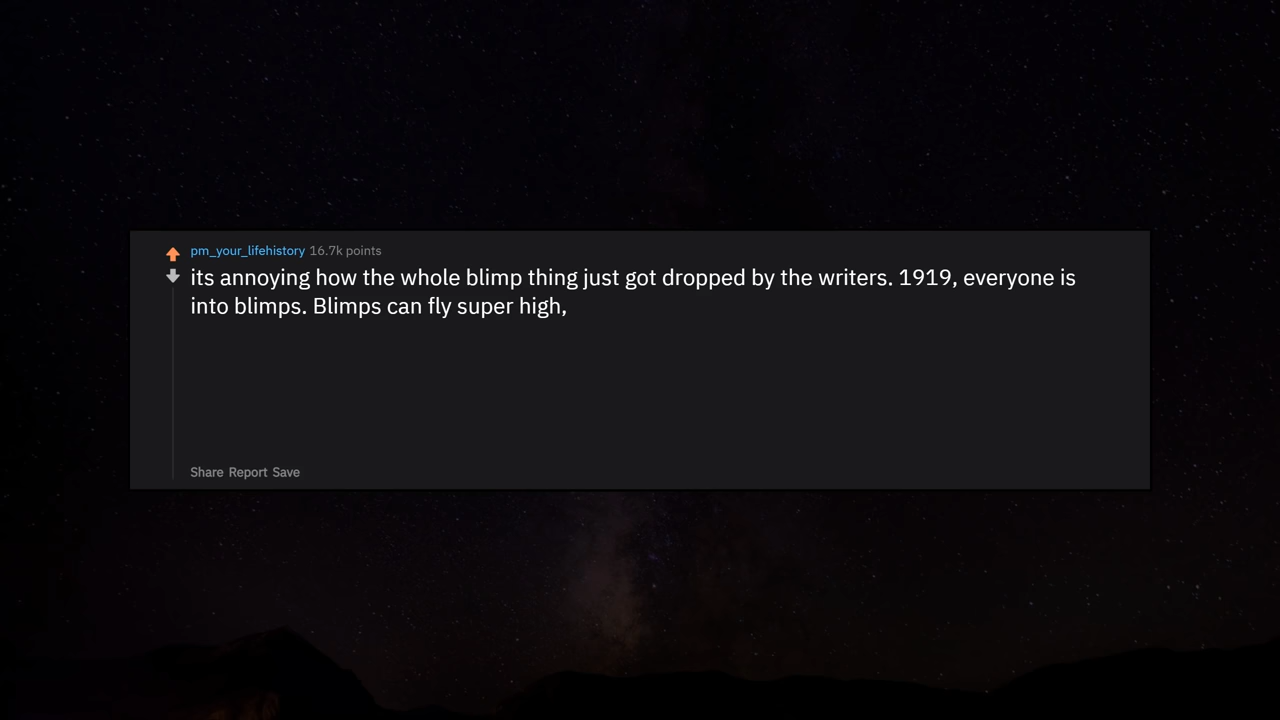 pm_your_lifehistory 16.7k points
its annoying how the whole blimp thing just got dropped by the writers. 1919, everyone is
into blimps. Blimps can fly super high,
Share Report Save